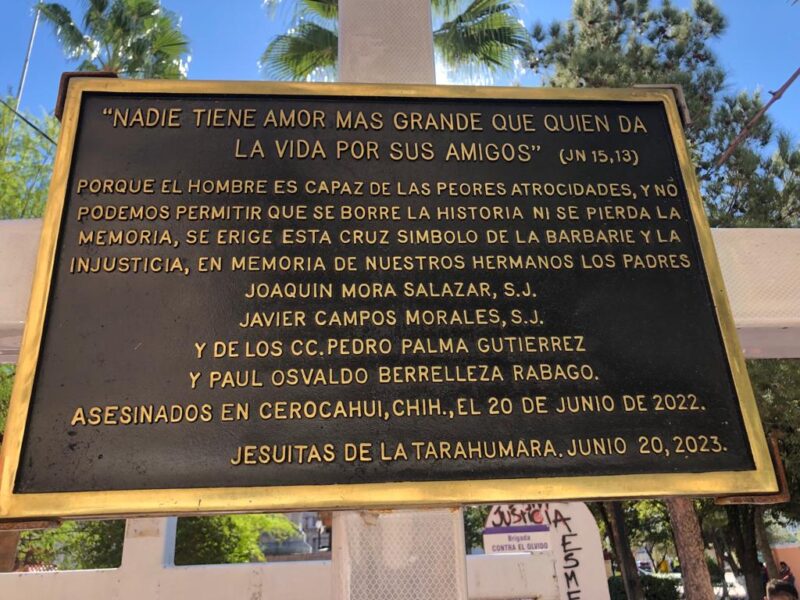 "NADIE TIENE AMOR MAS GRANDE QUE QUIEN DA
LA VIDA POR SUS AMIGOS" (JN 15,13)
PORQUE EL HOMBRE ES CAPAZ DE LAS PEORES ATROCIDADES, Y NO
PODEMOS PERMITIR QUE SE BORRE LA HISTORIA NI SE PIERDA LA
MEMORIA, SE ERIGE ESTA CRUZ SIMBOLO DE LA BARBARIE Y LA
INJUSTICIA, EN MEMORIA DE NUESTROS HERMANOS LOS PADRES
JOAQUIN MORA SALAZAR, S.J.
JAVIER CAMPOS MORALES, S.J.
Y DE LOS CC. PEDRO PALMA GUTIERREZ
Y PAUL OSVALDO BERRELLEZA RABAGO.
ASESINADOS EN CEROCAHUI, CHIH., EL 20 DE JUNIO DE 2022.
JESUITAS DE LA TARAHUMARA. JUNIO 20, 2023.
JUSTICIA
Brigada
CONTRA EL OLVIDO